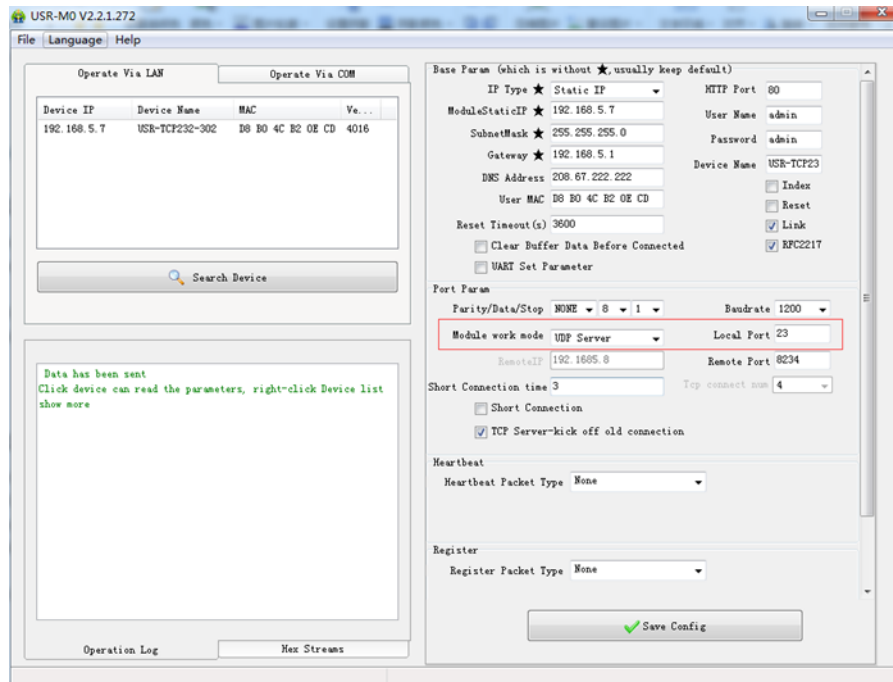 USR-M0 V2.2.1.272
File Language Help
Operate Via LAN Operate Via COM
Device IP Device Name MAC Ve...
192.168.5.7 USR-TCP232-302 D8 B0 4C B2 0E CD 4016
Search Device
Data has been sent
Click device can read the parameters, right-click Device list
show more
Operation Log Hex Streams
Base Param (which is without ★,usually keep default)
IP Type ★ Static IP HTTP Port 80
ModuleStaticIP ★ 192.168.5.7 User Name admin
SubnetMask ★ 255.255.255.0 Password admin
Gateway ★ 192.168.5.1 Device Name USR-TCP23
DNS Address 208.67.222.222 Index
User MAC D8 B0 4C B2 0E CD Reset
Reset Timeout(s) 3600 Link
Clear Buffer Data Before Connected RFC2217
UART Set Parameter
Port Param
Parity/Data/Stop NONE 8 1 Baudrate 1200
Module work mode UDP Server Local Port 23
RemoteIP 192.1685.8 Remote Port 8234
Short Connection time 3 Tcp connect num 4
Short Connection
TCP Server-kick off old connection
Heartbeat
Heartbeat Packet Type None
Register
Register Packet Type None
Save Config